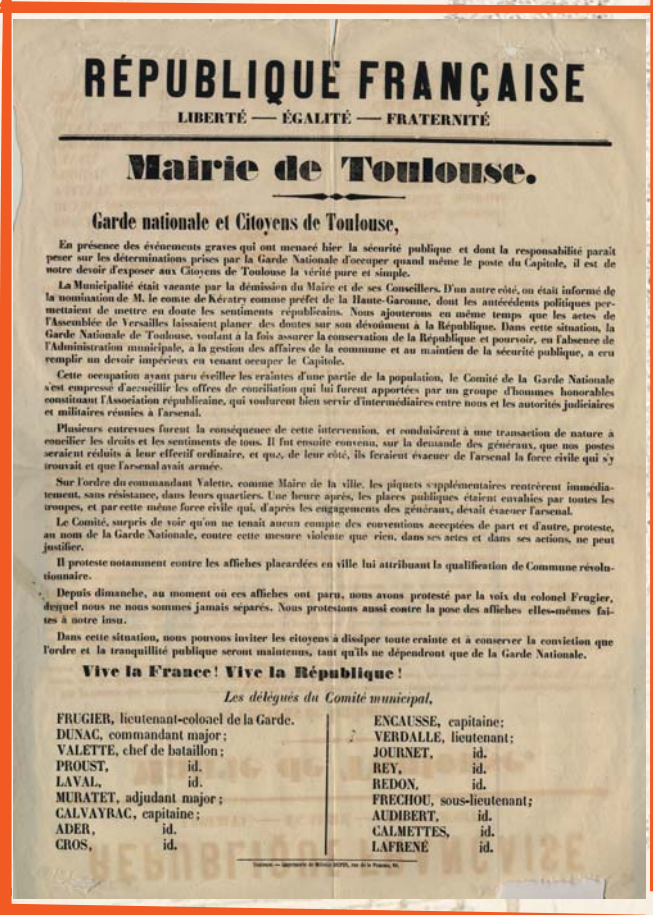 RÉPUBLIQUE FRANÇAISE
LIBERTÉ — ÉGALITÉ — FRATERNITÉ
Mairie de Toulouse.
Garde nationale et Citoyens de Toulouse,
En présence des événements graves qui ont menacé hier la sécurité publique et dont la responsabilité parait
peser sur les déterminations prises par la Garde Nationale d'occuper quand même le poste du Capitole, il est de
notre devoir d'exposer aux Citoyens de Toulouse la vérité pure et simple.
La Municipalité était vacante par la démission du Maire et de ses Conseillers. D'un autre côté, on était informé de
la nomination de M. le comte de Kératry comme préfet de la Haute-Garonne, dont les antécédents politiques per-
mettaient de mettre en doute les sentiments républicains. Nous ajouterons en même temps que les actes de
l'Assemblée de Versailles laissaient planer des doutes sur son dévoûment à la République. Dans cette situation, la
Garde Nationale de Toulouse, voulant à la fois assurer la conservation de la République et pourvoir, en l'absence de
l'Administration municipale, à la gestion des affaires de la commune et au maintien de la sécurité publique, a cru
remplir un devoir impérieux en venant occuper le Capitole.
Cette occupation ayant paru éveiller les craintes d'une partie de la population, le Comité de la Garde Nationale
s'est empressé d'accueillir les offres de conciliation qui lui furent apportées par un groupe d'hommes honorables
constituant l'Association républicaine, qui voulurent bien servir d'intermédiaires entre nous et les autorités judiciaires
et militaires réunies à l'arsenal.
Plusieurs entrevues furent la conséquence de cette intervention, et conduisirent à une transaction de nature à
concilier les droits et les sentiments de tous. Il fut ensuite convenu, sur la demande des généraux, que nos postes
seraient réduits à leur effectif ordinaire, et que, de leur côté, ils feraient évacuer de l'arsenal la force civile qui s'y
trouvait et que l'arsenal avait armée.
Sur l'ordre du commandant Valette, comme Maire de la ville, les piquets supplémentaires rentrèrent immédia-
tement, sans résistance, dans leurs quartiers. Une heure après, les places publiques étaient envahies par toutes les
troupes, et par cette même force civile qui, d'après les engagements des généraux, devait évacuer l'arsenal.
Le Comité, surpris de voir qu'on ne tenait aucun compte des conventions acceptées de part et d'autre, proteste,
au nom de la Garde Nationale, contre cette mesure violente que rien, dans ses actes et dans ses actions, ne peut
justifier.
Il proteste notamment contre les affiches placardées en ville lui attribuant la qualification de Commune révolu-
tionnaire.
Depuis dimanche, au moment où ces affiches ont paru, nous avons protesté par la voix du colonel Frugier,
duquel nous ne nous sommes jamais séparés. Nous protestons aussi contre la pose des affiches elles-mêmes fai-
tes à notre insu.
Dans cette situation, nous pouvons inviter les citoyens à dissiper toute crainte et à conserver la conviction que
l'ordre et la tranquillité publique seront maintenus, tant qu'ils ne dépendront que de la Garde Nationale.
Vive la France! Vive la République!
Les délégués du Comité municipal,
FRUGIER, lieutenant-colonel de la Garde.
DUNAC, commandant major;
VALETTE, chef de bataillon;
PROUST, id.
LAVAL, id.
MURATET, adjudant major;
CALVAYRAC, capitaine;
ADER, id.
CROS, id.
ENCAUSSE, capitaine;
VERDALLE, lieutenant;
JOURNET, id.
REY, id.
REDON, id.
FRECHOU, sous-lieutenant;
AUDIBERT, id.
CALMETTES, id.
LAFRENÉ id.
Toulouse. — Imprimerie de